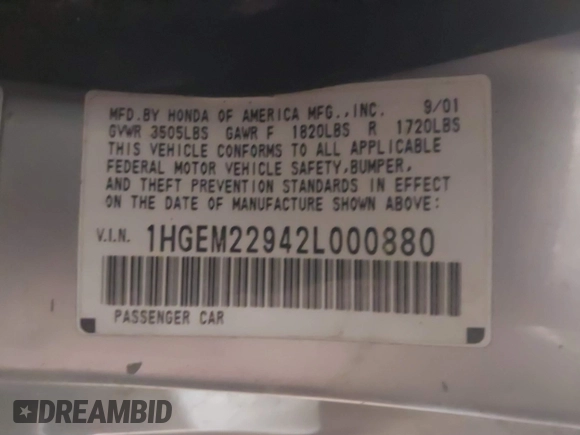 MFD.BY HONDA OF AMERICA MFG.,INC. 9/01
GVWR 3505LBS GAWR F 1820LBS R 1720LBS
THIS VEHICLE CONFORMS TO ALL APPLICABLE
FEDERAL MOTOR VEHICLE SAFETY,BUMPER,
AND THEFT PREVENTION STANDARDS IN EFFECT
ON THE DATE OF MANUFACTURE SHOWN ABOVE:
V.I.N. 1HGEM22942L000880
PASSENGER CAR
DREAMBID